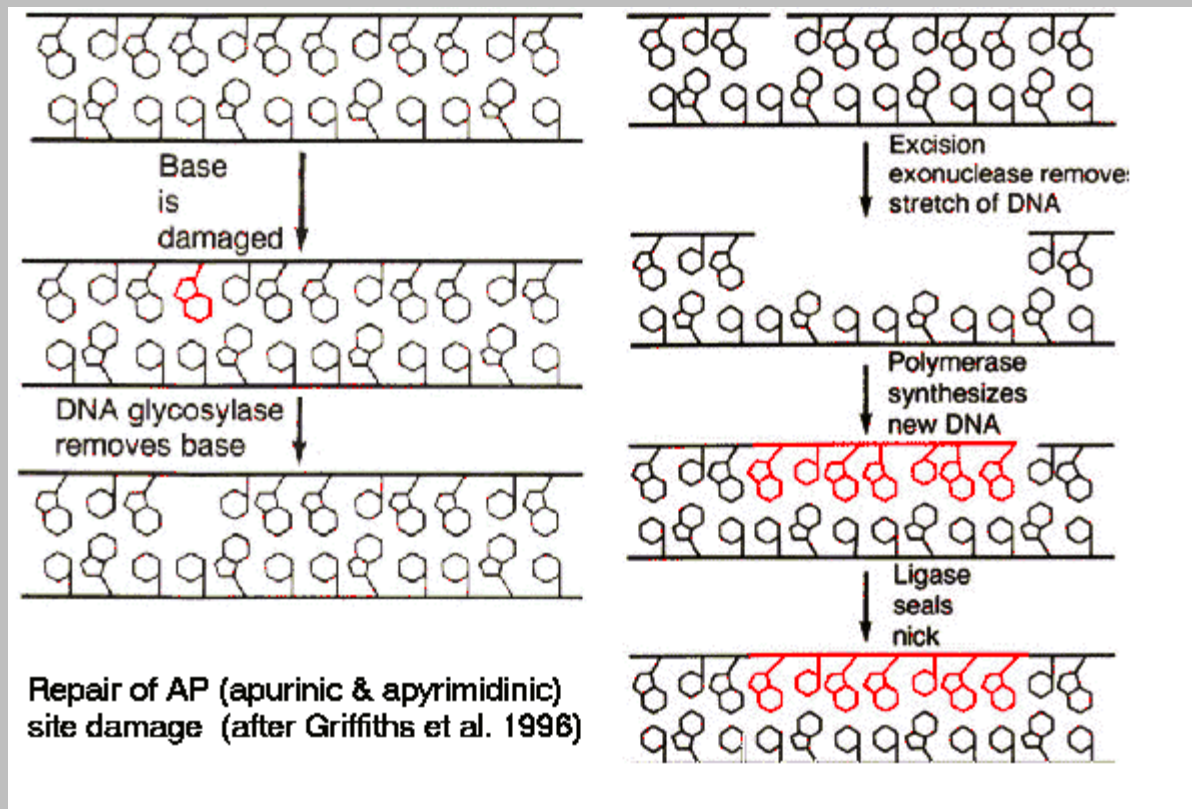 Base
is
damaged
DNA glycosylase
removes base
Repair of AP (apurinic & apyrimidinic)
site damage (after Griffiths et al. 1996)
Excision
exonuclease removes
stretch of DNA
Polymerase
synthesizes
new DNA
Ligase
seals
nick